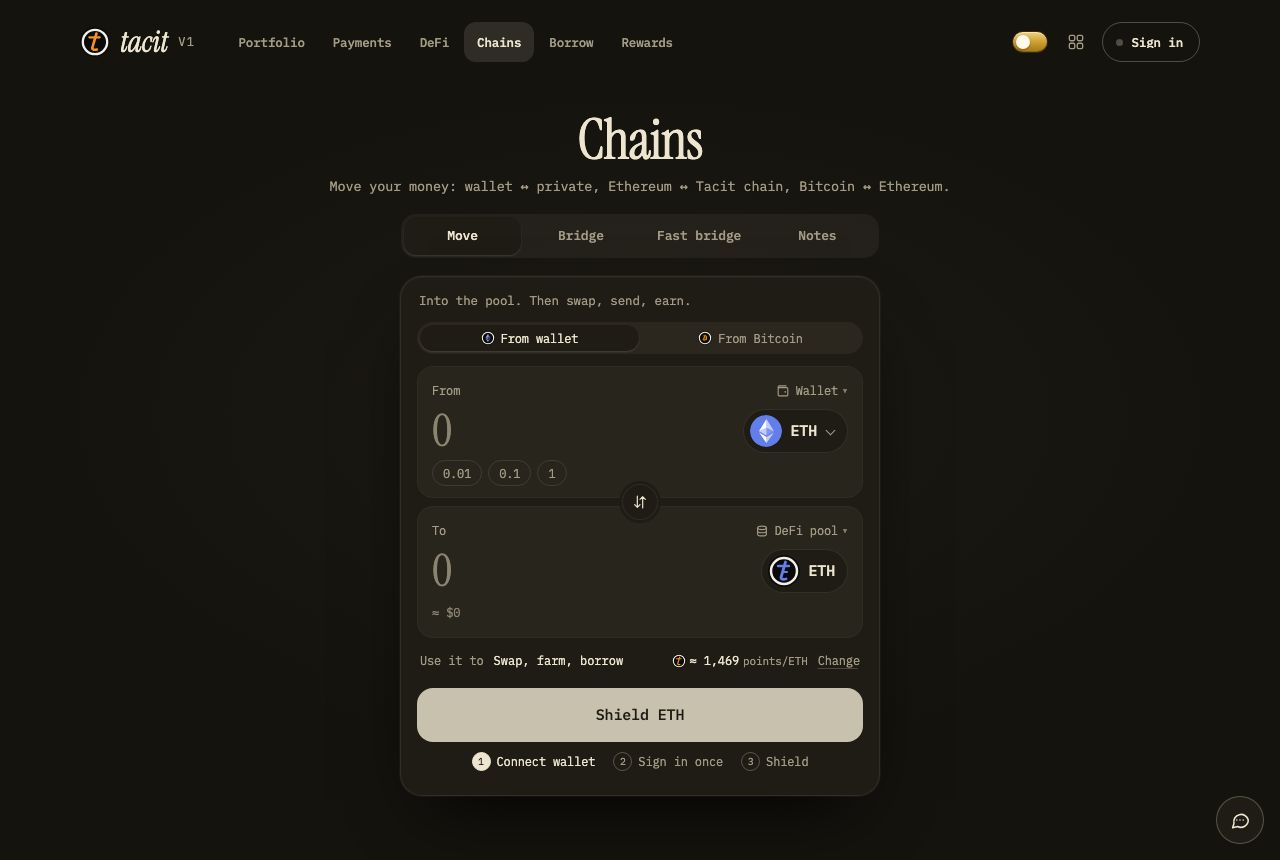 tacit V1
Portfolio Payments DeFi Chains Borrow Rewards
Sign in
Chains
Move your money: wallet ↔ private, Ethereum ↔ Tacit chain, Bitcoin ↔ Ethereum.
Move Bridge Fast bridge Notes
Into the pool. Then swap, send, earn.
From wallet From Bitcoin
From Wallet ▾
0 ETH
0.01 0.1 1
To DeFi pool ▾
0 ETH
≈ $0
Use it to Swap, farm, borrow ≈ 1,469 points/ETH Change
Shield ETH
1 Connect wallet 2 Sign in once 3 Shield